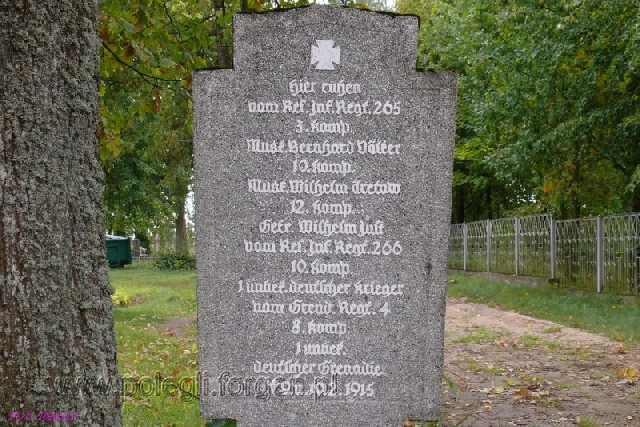 Hier ruhen
vom Res. Inf. Regt. 265
3. Komp.
Musk. Bernhard Völker
10. Komp.
Musk. Wilhelm Tretow
12. Komp.
Gefr. Wilhelm Just
vom Res. Inf. Regt. 266
10. Komp.
1 unbek. deutscher Krieger
vom Grend. Regt. 4
8. Komp.
1 unbek.
deutscher Grenadier
1915
www.polegli.forgen.pl